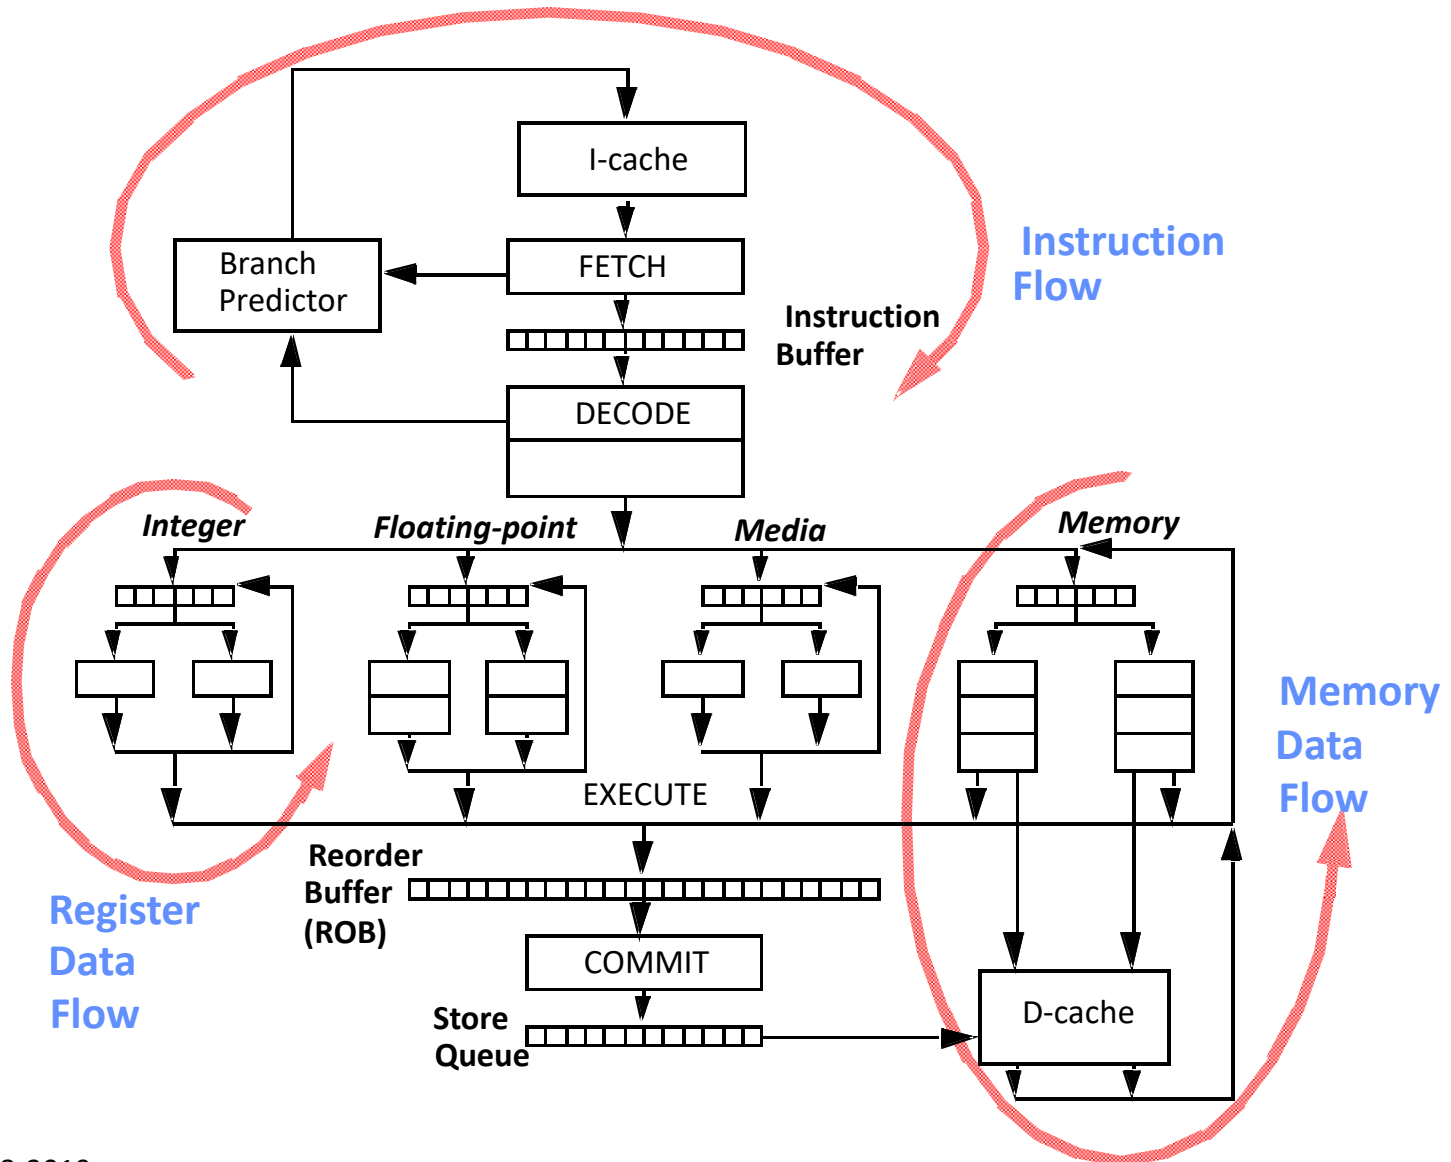 I-cache
Instruction
Flow
Branch
Predictor
FETCH
Instruction
Buffer
DECODE
Integer
Floating-point
Media
Memory
Memory
Data
Flow
EXECUTE
Reorder
Buffer
(ROB)
Register
Data
Flow
COMMIT
Store
Queue
D-cache